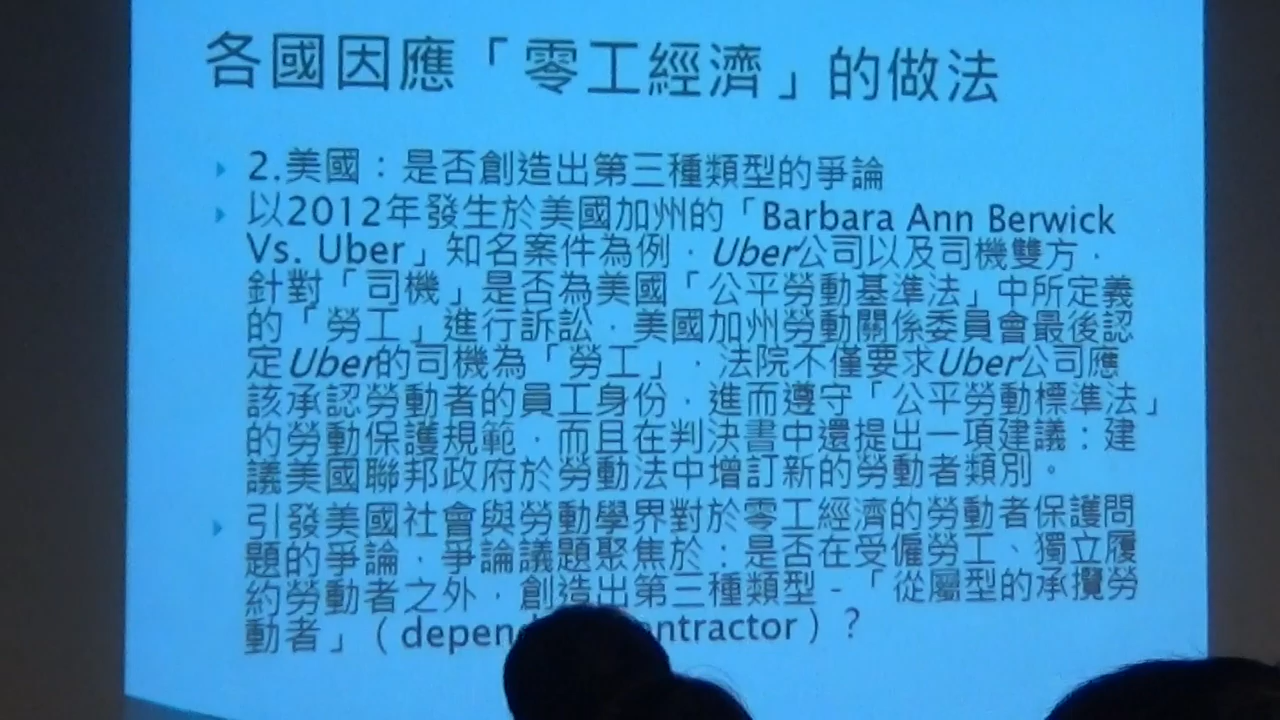 各國因應「零工經濟」的做法
2.美國：是否創造出第三種類型的爭論
以2012年發生於美國加州的「Barbara Ann Berwick
Vs. Uber」知名案件為例，Uber公司以及司機雙方，
針對「司機」是否為美國「公平勞動基準法」中所定義
的「勞工」進行訴訟，美國加州勞動關係委員會最後認
定Uber的司機為「勞工」，法院不僅要求Uber公司應
該承認勞動者的員工身份，進而遵守「公平勞動標準法」
的勞動保護規範，而且在判決書中還提出一項建議：建
議美國聯邦政府於勞動法中增訂新的勞動者類別。
引發美國社會與勞動學界對於零工經濟的勞動者保護問
題的爭論，爭論議題聚焦於：是否在受僱勞工、獨立履
約勞動者之外，創造出第三種類型-「從屬型的承攬勞
動者」（）？